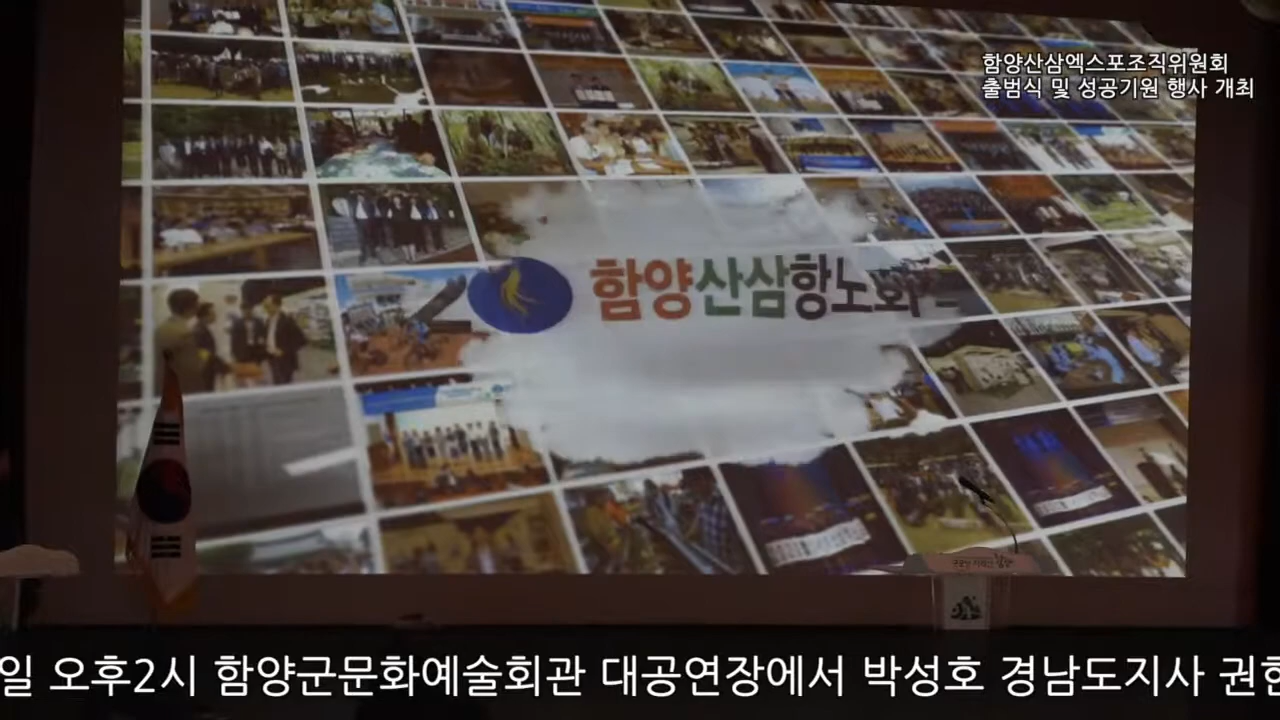 함양산삼엑스포조직위원회
출범식 및 성공기원 행사 개최
함양산삼항노화
일 오후2시 함양군문화예술회관 대공연장에서 박성호 경남도지사 권한